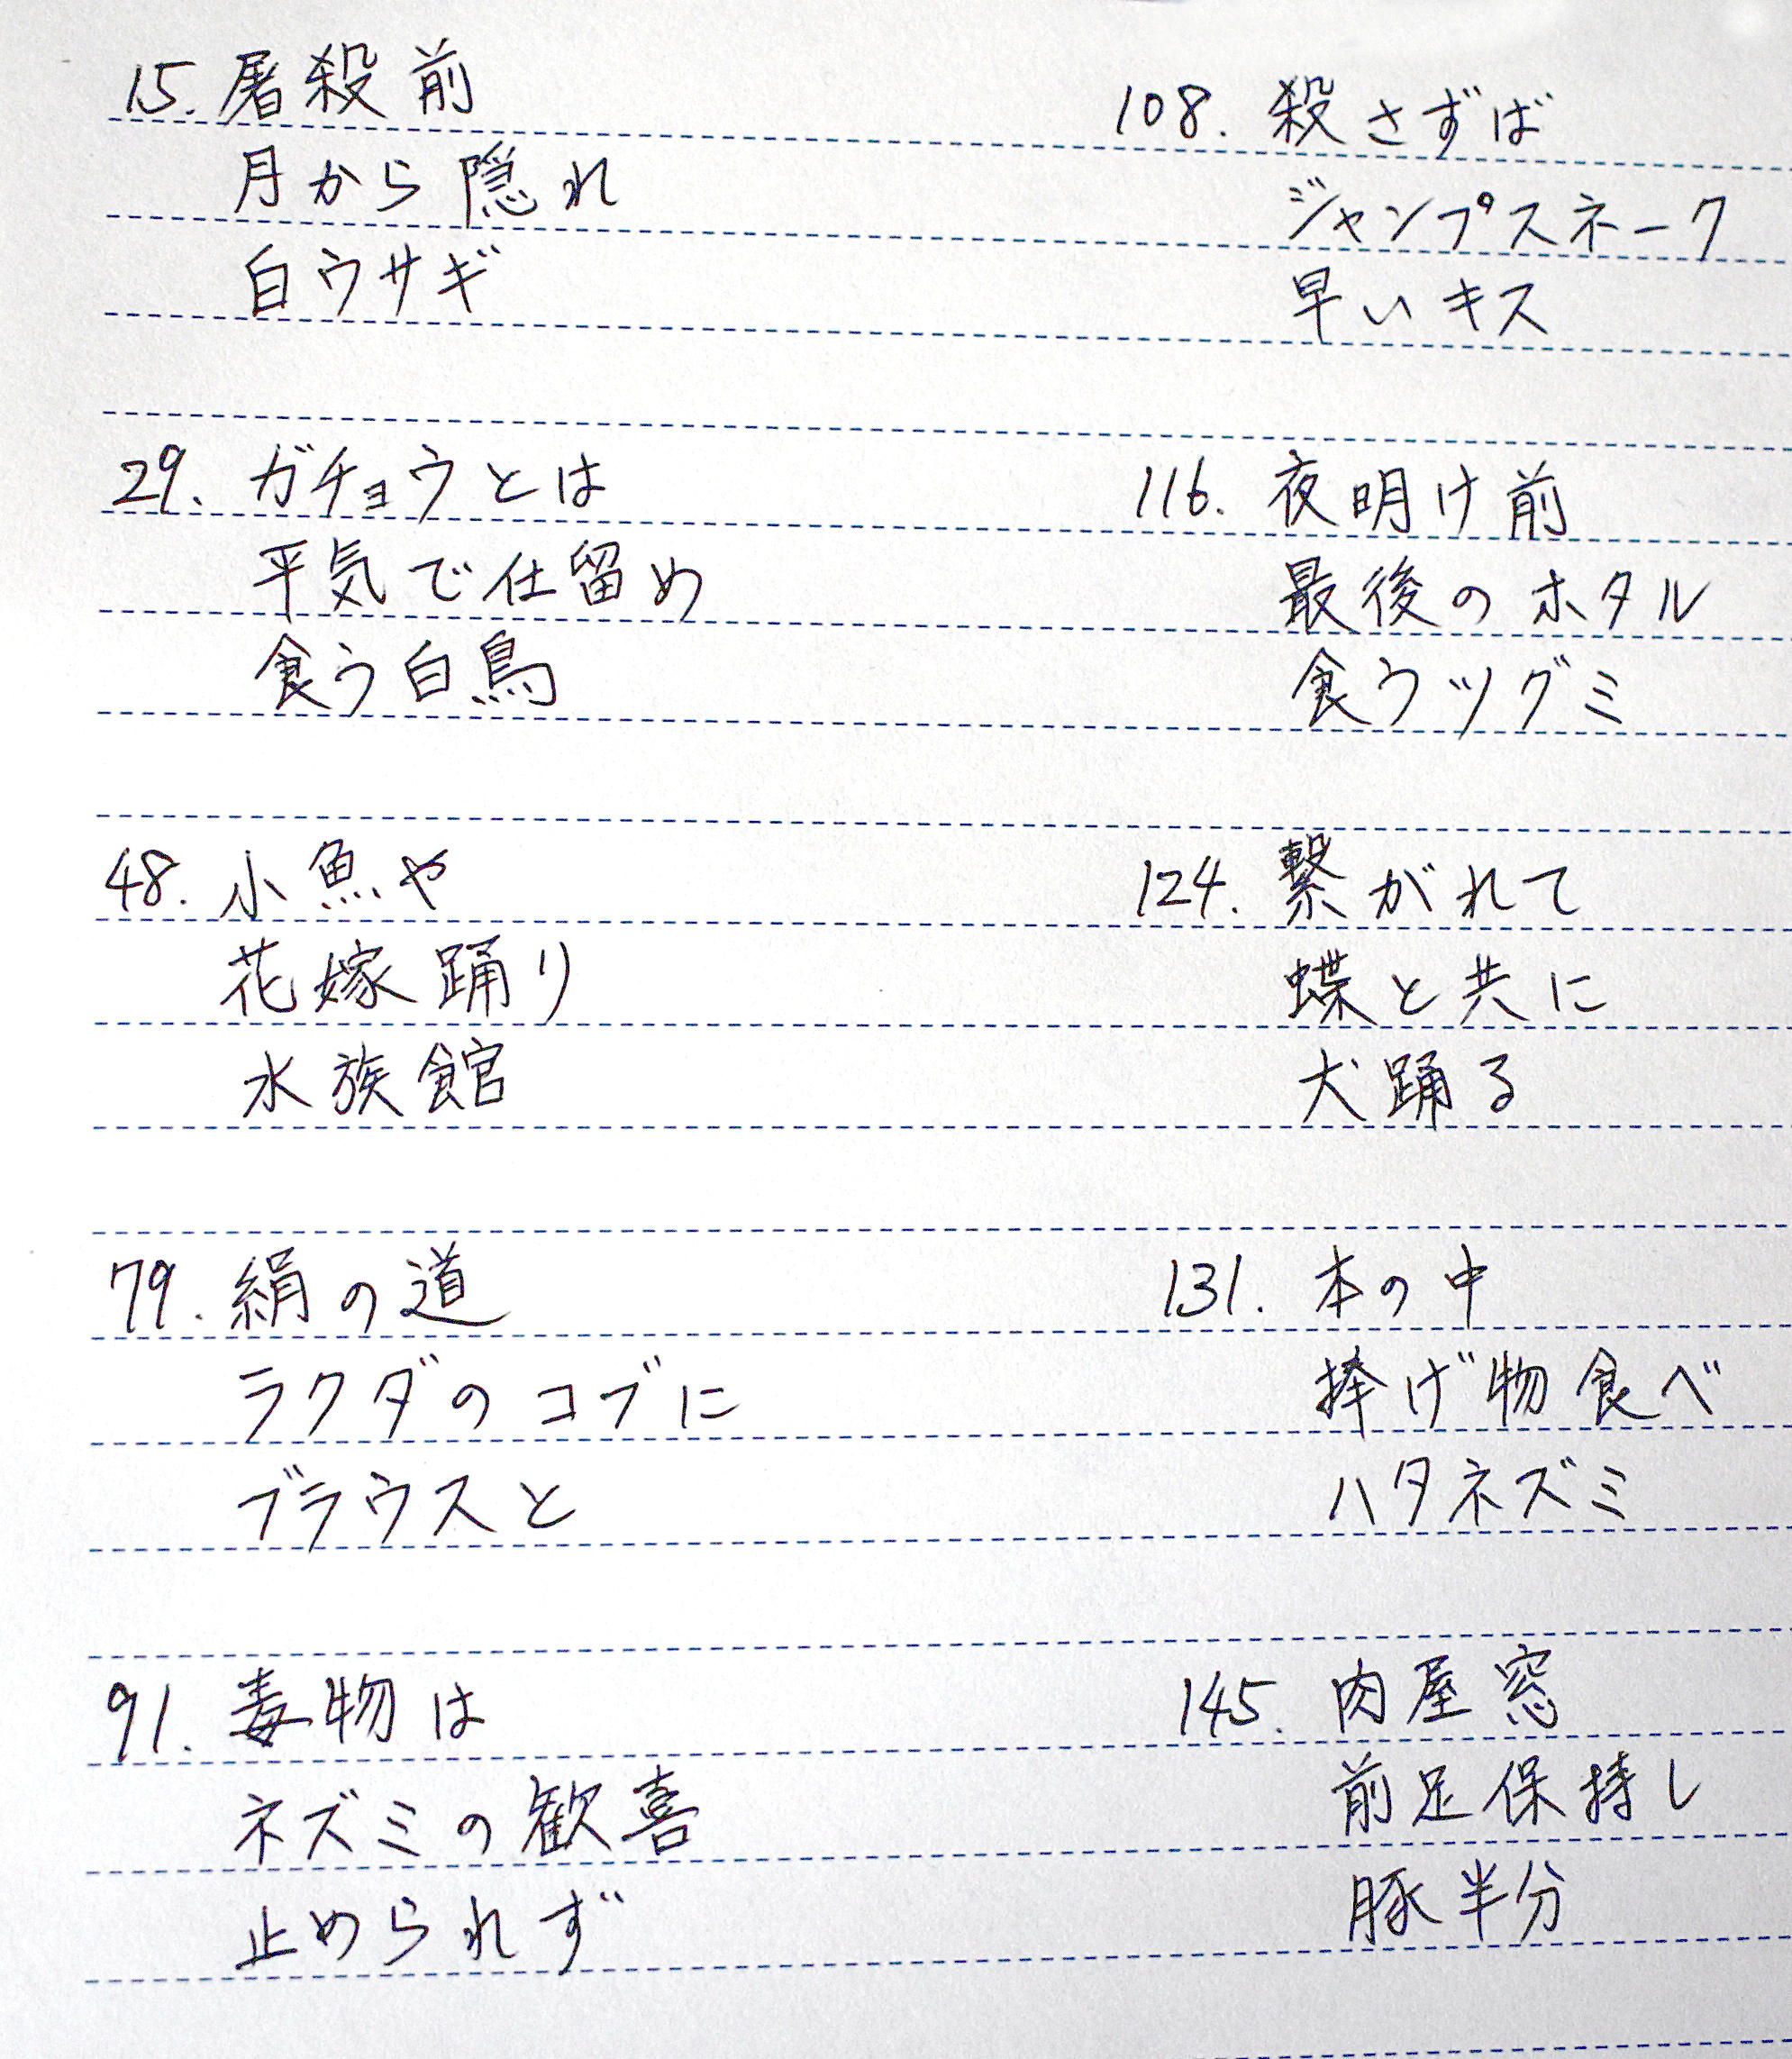 15. 屠殺前
月から隠れ
白ウサギ
29. ガチョウとは
平気で仕留め
食う白鳥
48. 小魚や
花嫁踊り
水族館
79. 絹の道
ラクダのコブに
ブラウスと
91. 毒物は
ネズミの歓喜
止められず
108. 殺さずば
ジャンプスネーク
早いキス
116. 夜明け前
最後のホタル
食うツグミ
124. 繋がれて
蝶と共に
犬踊る
131. 本の中
捧げ物食べ
ハタネズミ
145. 肉屋窓
前足保持し
豚半分